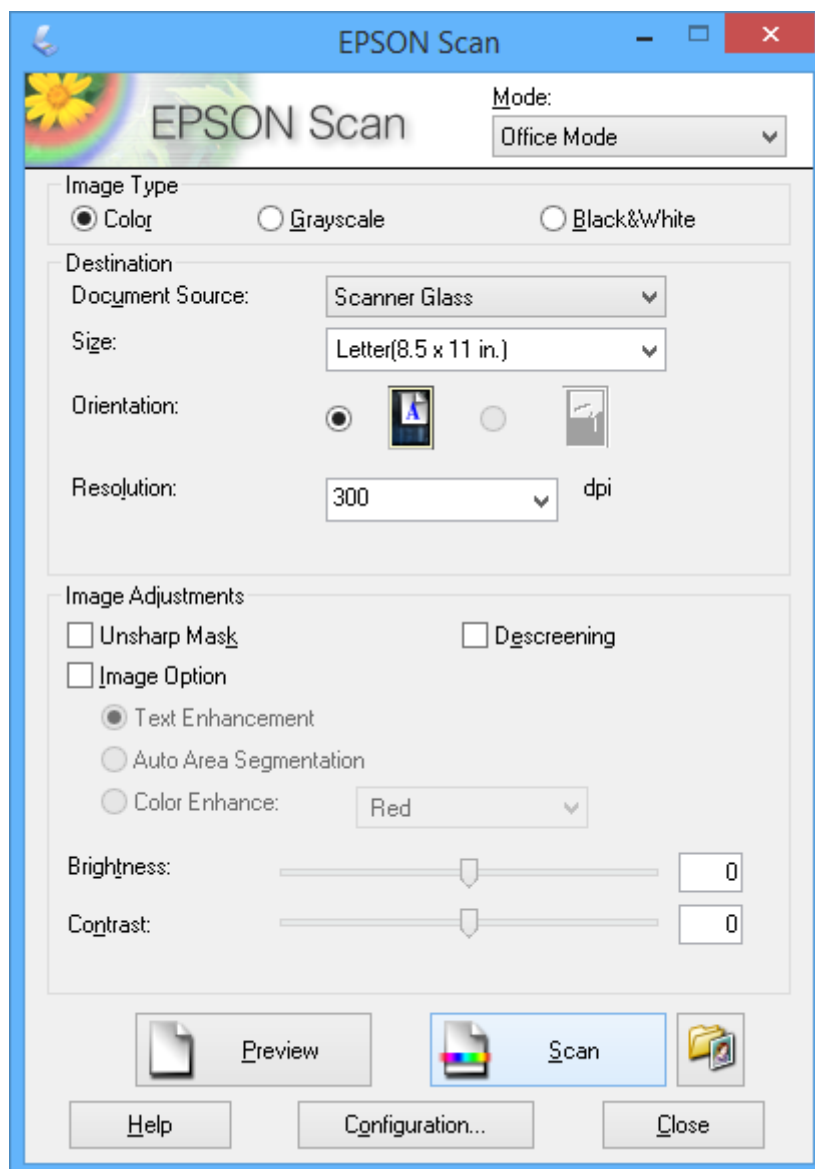 EPSON Scan
EPSON Scan
Mode:
Office Mode
Image Type
Color Grayscale Black&White
Destination
Document Source: Scanner Glass
Size: Letter(8.5 x 11 in.)
Orientation: A
Resolution: 300 dpi
Image Adjustments
Unsharp Mask Descreening
Image Option
Text Enhancement
Auto Area Segmentation
Color Enhance: Red
Brightness: 0
Contrast: 0
Preview Scan
Help Configuration... Close